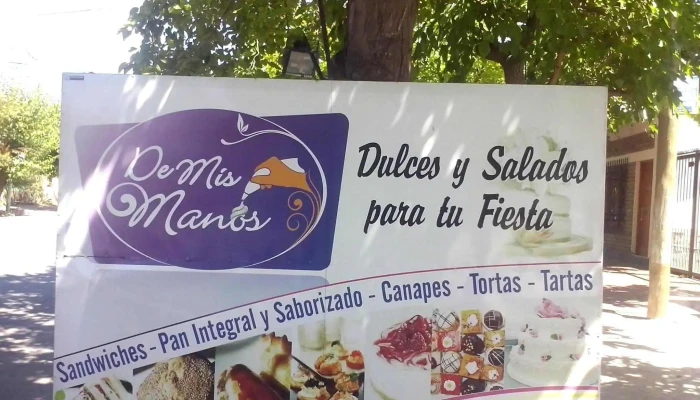 De Mis
Manos
Dulces y Salados
para tu Fiesta
Sandwiches - Pan Integral y Saborizado - Canapes - Tortas - Tartas